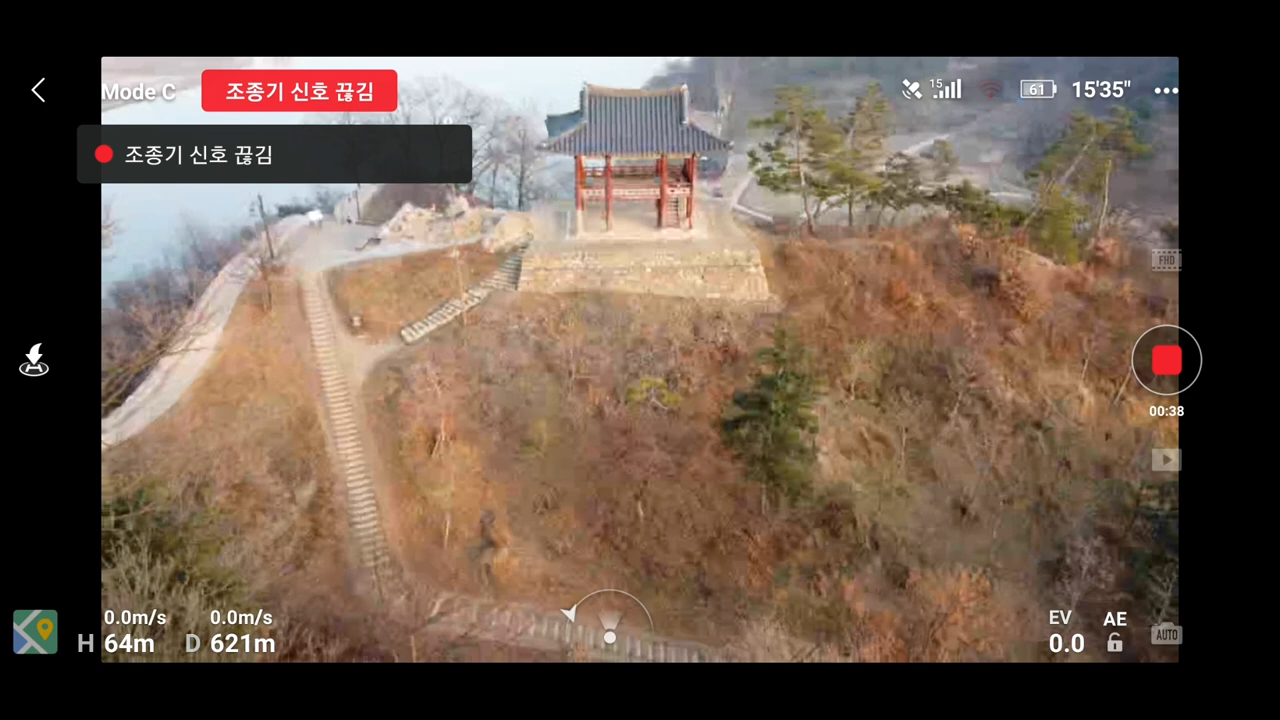 Mode C
조종기 신호 끊김
15
61
15'35"
조종기 신호 끊김
FHD
00:38
0.0m/s
0.0m/s
H 64m
D 621m
EV
0.0
AE
AUTO